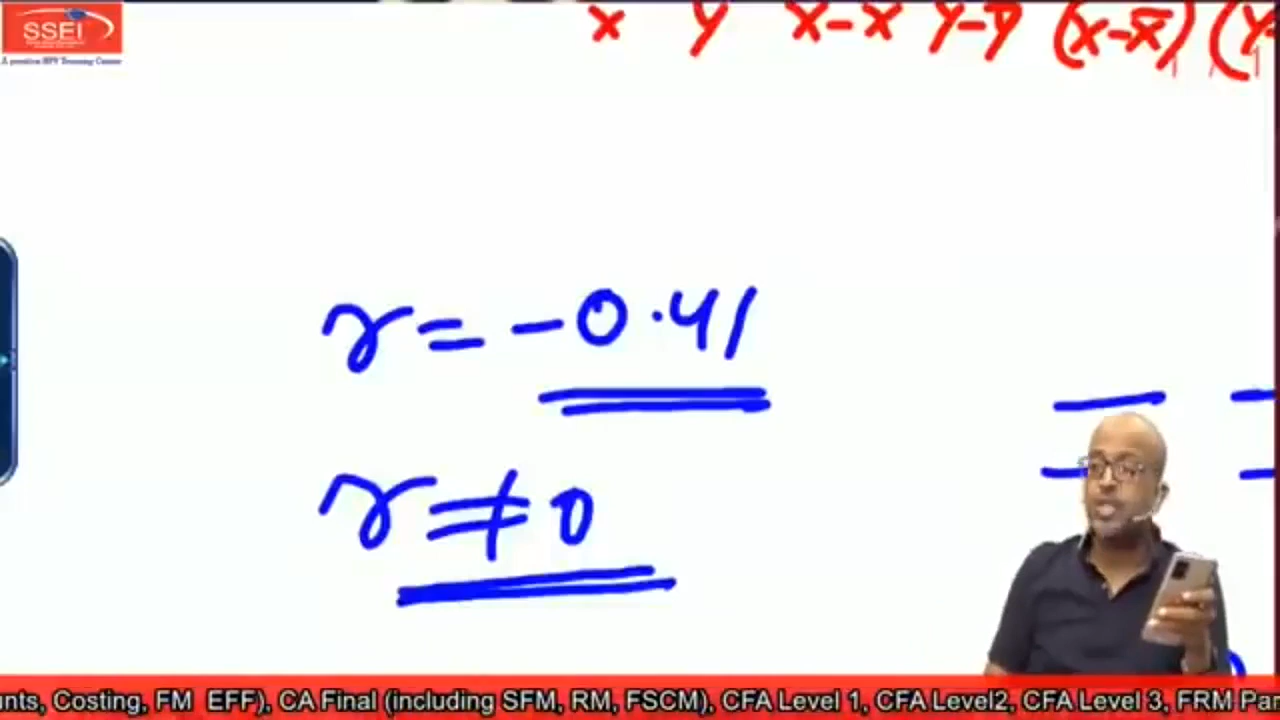 SSEI
x y x-x̄ y-ȳ (x-x̄) (y-
r = -0.41
r ≠ 0
unts, Costing, FM EFF), CA Final (including SFM, RM, FSCM), CFA Level 1, CFA Level2, CFA Level 3, FRM Par